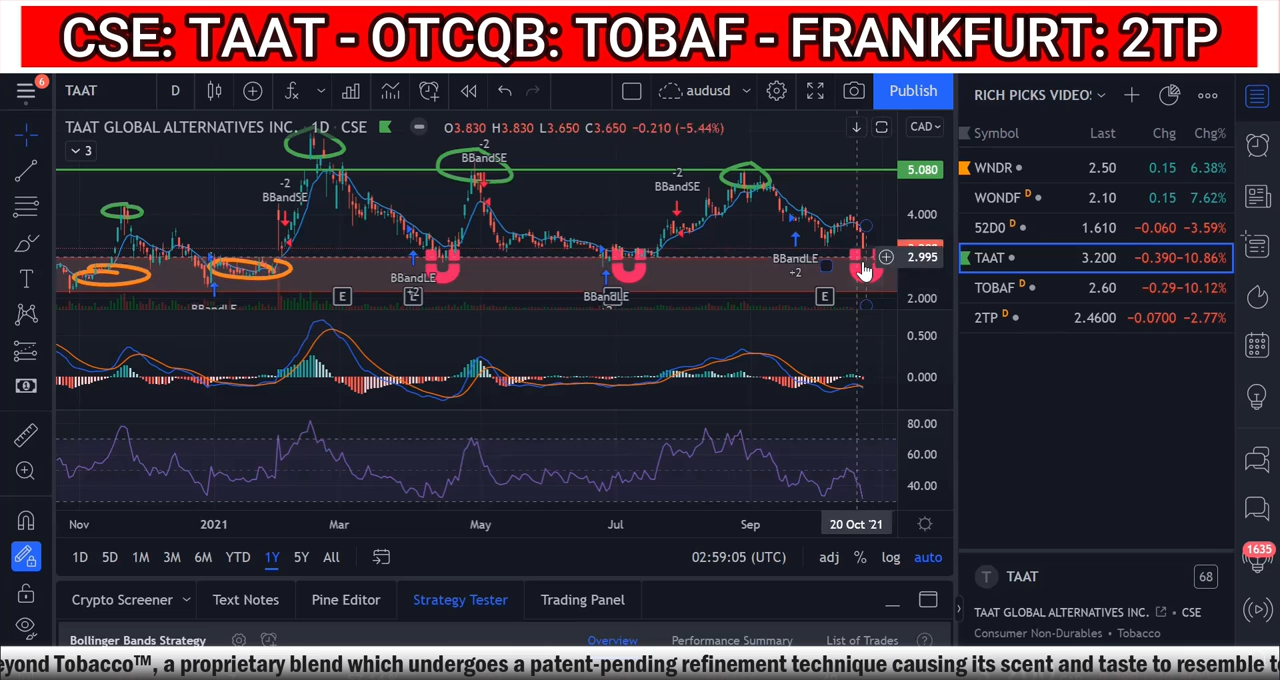 CSE: TAAT - OTCQB: TOBAF - FRANKFURT: 2TP
6
TAAT
D
audusd
Publish
RICH PICKS VIDEO
TAAT GLOBAL ALTERNATIVES INC. 1D CSE
O3.830 H3.830 L3.650 C3.650 -0.210 (-5.44%)
CAD
3
Symbol Last Chg Chg%
WNDR 2.50 0.15 6.38%
WONDF D 2.10 0.15 7.62%
52D0 D 1.610 -0.060 -3.59%
TAAT 3.200 -0.390 -10.86%
TOBAF D 2.60 -0.29 -10.12%
2TP D 2.4600 -0.0700 -2.77%
-2
BBandSE
-2
BBandSE
-2
BBandSE
5.080
4.000
2.995
2.000
BBandLE
+2
BBandLE
BBandLE
+2
BBandLE
E
E
E
0.500
0.000
80.00
60.00
40.00
Nov 2021 Mar May Jul Sep 20 Oct '21
1D 5D 1M 3M 6M YTD 1Y 5Y All
02:59:05 (UTC)
adj % log auto
Crypto Screener Text Notes Pine Editor Strategy Tester Trading Panel
Bollinger Bands Strategy
Overview Performance Summary List of Trades
1635
T TAAT 68
TAAT GLOBAL ALTERNATIVES INC. CSE
Consumer Non-Durables • Tobacco
eyond Tobacco™, a proprietary blend which undergoes a patent-pending refinement technique causing its scent and taste to resemble t